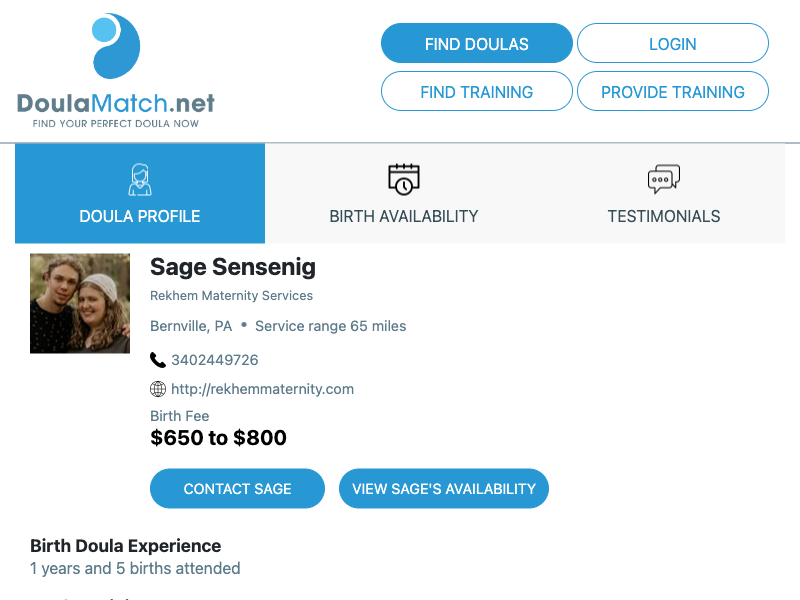 DoulaMatch.net
FIND YOUR PERFECT DOULA NOW
FIND DOULAS
LOGIN
FIND TRAINING
PROVIDE TRAINING
DOULA PROFILE
BIRTH AVAILABILITY
TESTIMONIALS
Sage Sensenig
Rekhem Maternity Services
Bernville, PA • Service range 65 miles
3402449726
http://rekhemmaternity.com
Birth Fee
$650 to $800
CONTACT SAGE
VIEW SAGE'S AVAILABILITY
Birth Doula Experience
1 years and 5 births attended